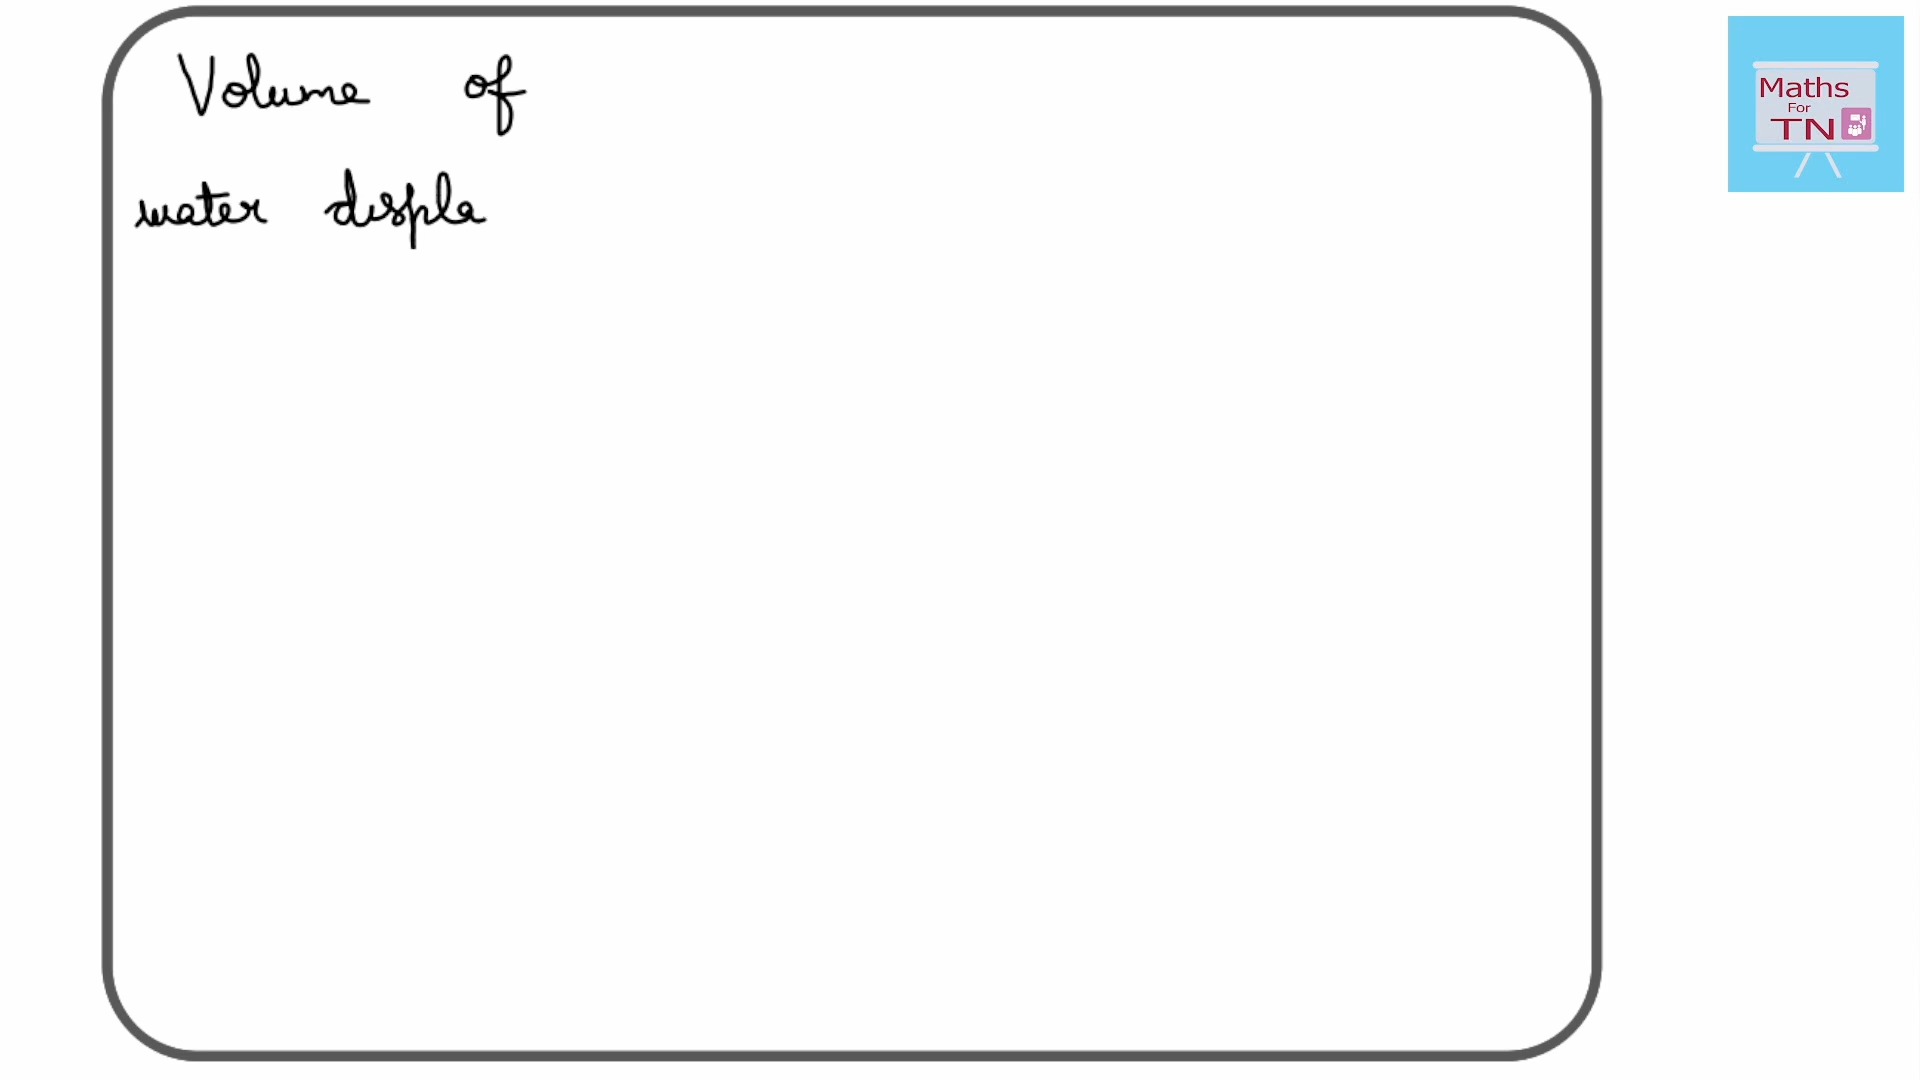 Volume of
water displa
Maths
For
TN